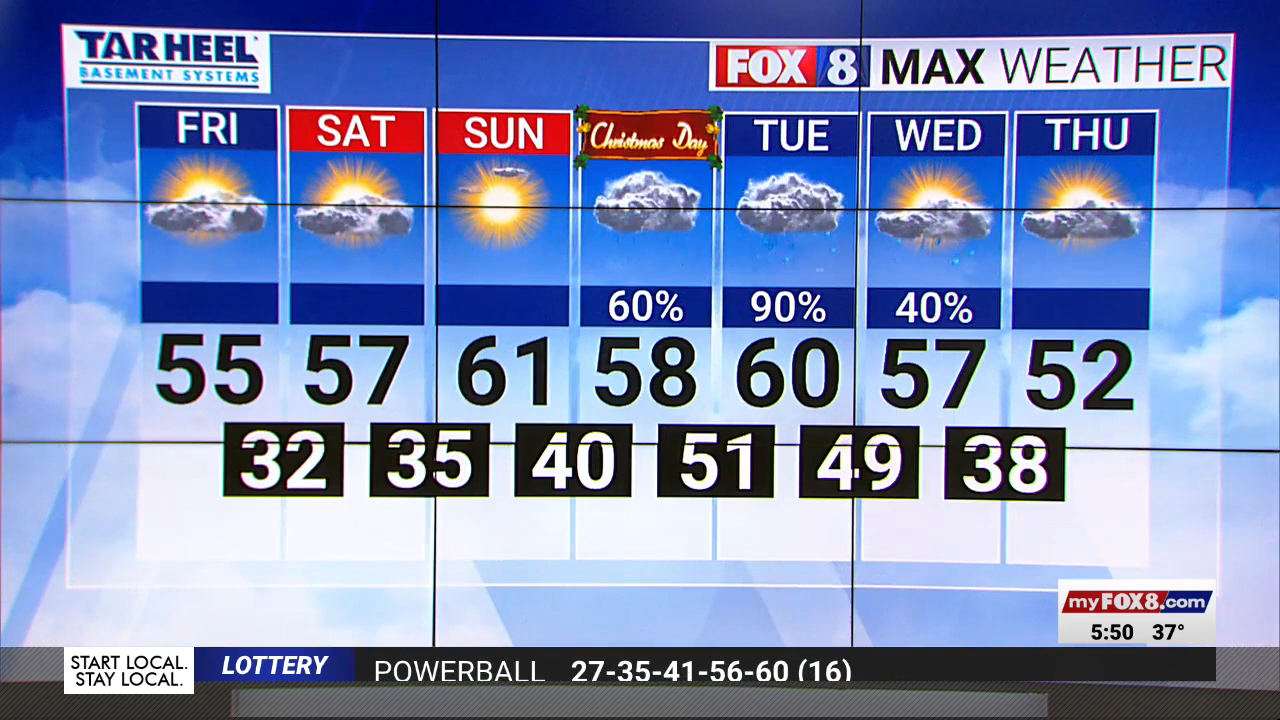 TAR HEEL
BASEMENT SYSTEMS
FOX 8 MAX WEATHER
FRI SAT SUN Christmas Day TUE WED THU
60% 90% 40%
55 57 61 58 60 57 52
32 35 40 51 49 38
myFOX8.com
5:50 37°
START LOCAL.
STAY LOCAL.
LOTTERY
POWERBALL 27-35-41-56-60 (16)